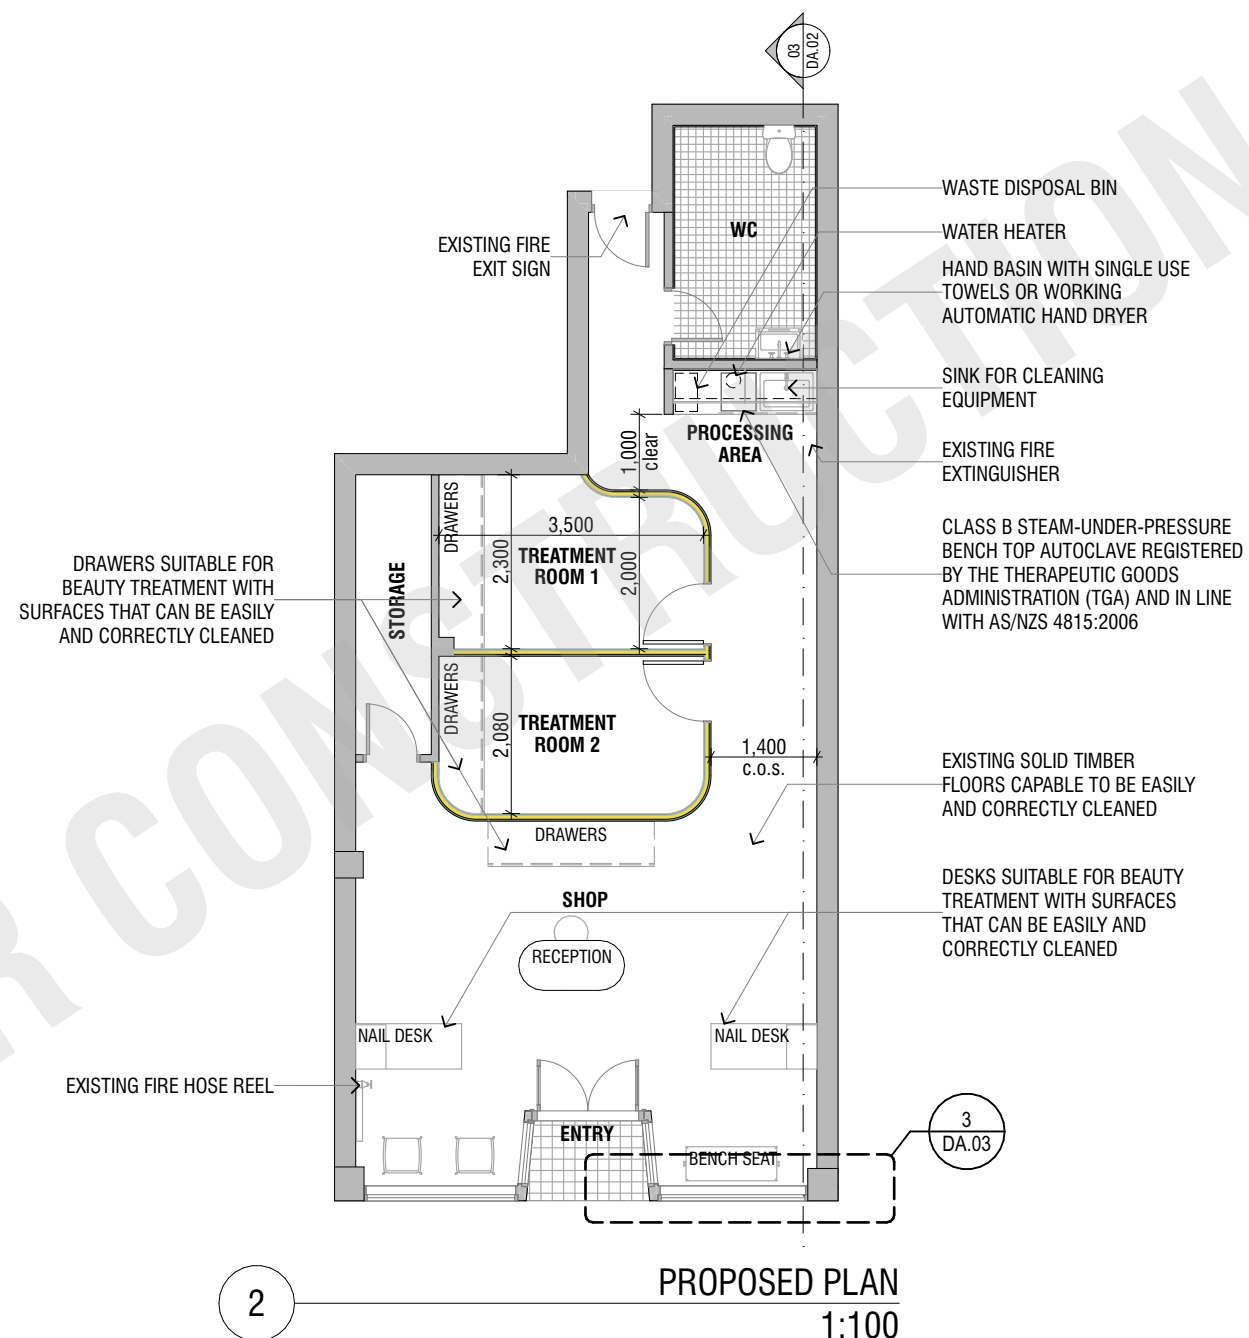 03
DA.02
WASTE DISPOSAL BIN
WC
WATER HEATER
EXISTING FIRE
EXIT SIGN
HAND BASIN WITH SINGLE USE
TOWELS OR WORKING
AUTOMATIC HAND DRYER
SINK FOR CLEANING
EQUIPMENT
PROCESSING
AREA
1,000
clear
EXISTING FIRE
EXTINGUISHER
DRAWERS
3,500
TREATMENT
ROOM 1
2,300
2,000
CLASS B STEAM-UNDER-PRESSURE
BENCH TOP AUTOCLAVE REGISTERED
BY THE THERAPEUTIC GOODS
ADMINISTRATION (TGA) AND IN LINE
WITH AS/NZS 4815:2006
DRAWERS SUITABLE FOR
BEAUTY TREATMENT WITH
SURFACES THAT CAN BE EASILY
AND CORRECTLY CLEANED
STORAGE
DRAWERS
TREATMENT
ROOM 2
2,080
1,400
c.o.s.
EXISTING SOLID TIMBER
FLOORS CAPABLE TO BE EASILY
AND CORRECTLY CLEANED
DRAWERS
SHOP
DESKS SUITABLE FOR BEAUTY
TREATMENT WITH SURFACES
THAT CAN BE EASILY AND
CORRECTLY CLEANED
RECEPTION
NAIL DESK
NAIL DESK
EXISTING FIRE HOSE REEL
ENTRY
BENCH SEAT
3
DA.03
2
PROPOSED PLAN
1:100
R CONSTRUCTION